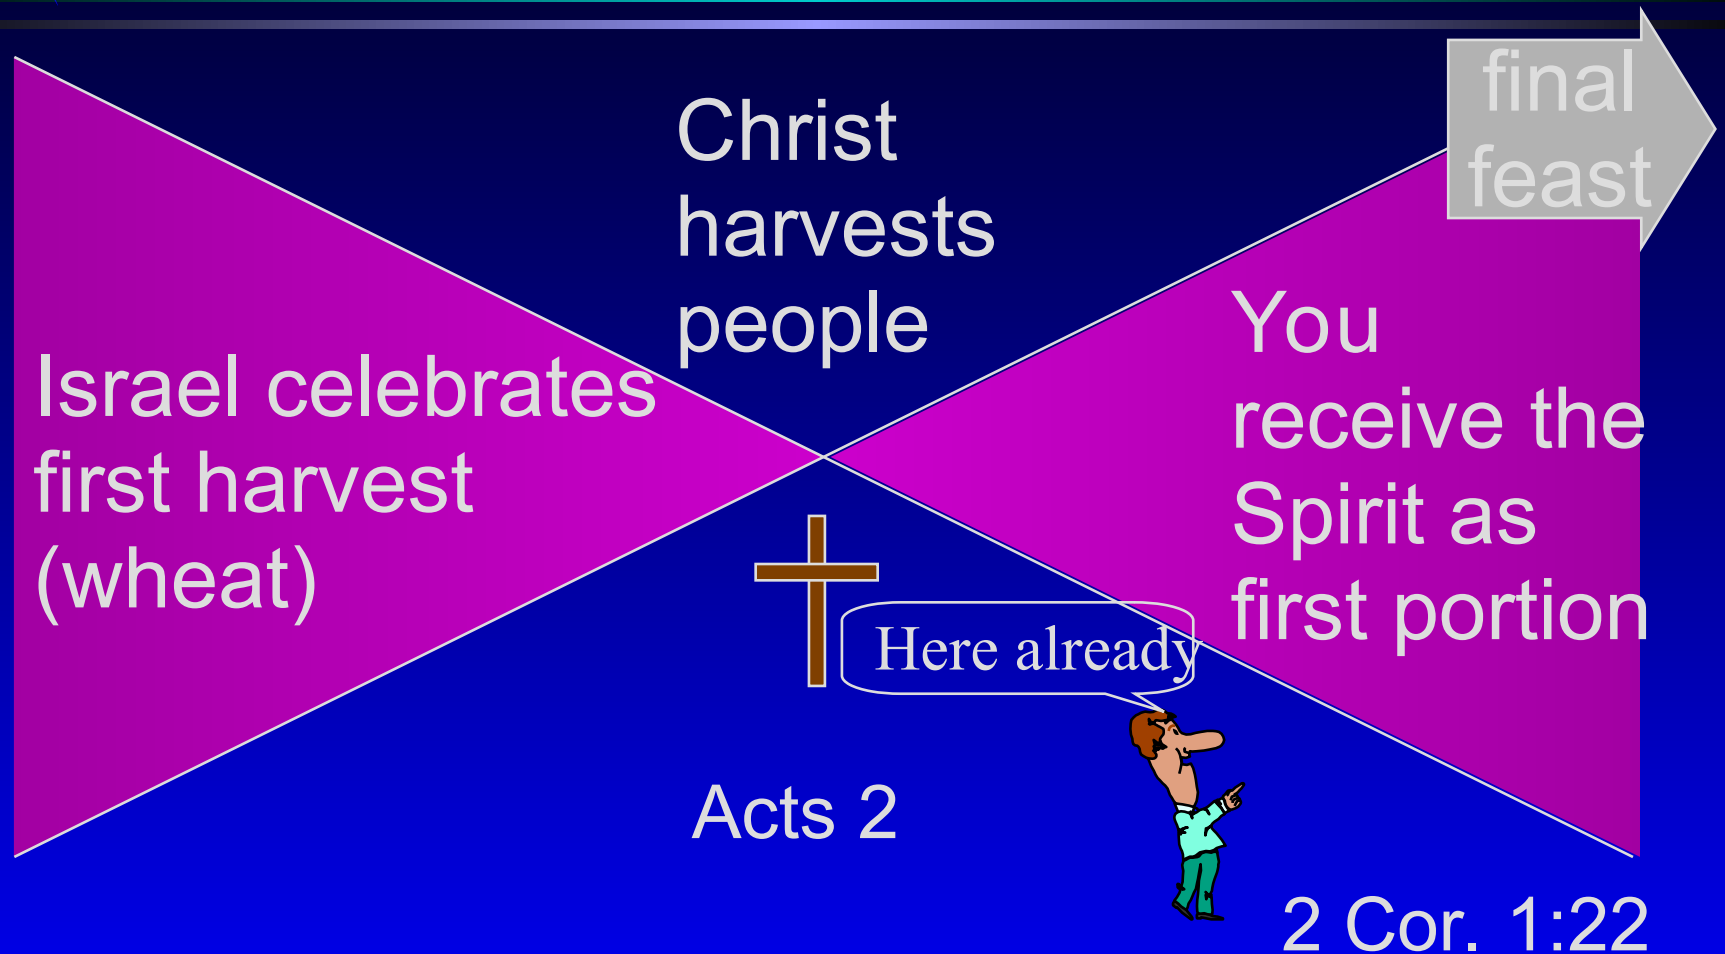 Israel celebrates
first harvest
(wheat)
Christ
harvests
people
Acts 2
Here already
final
feast
You
receive the
Spirit as
first portion
2 Cor. 1:22